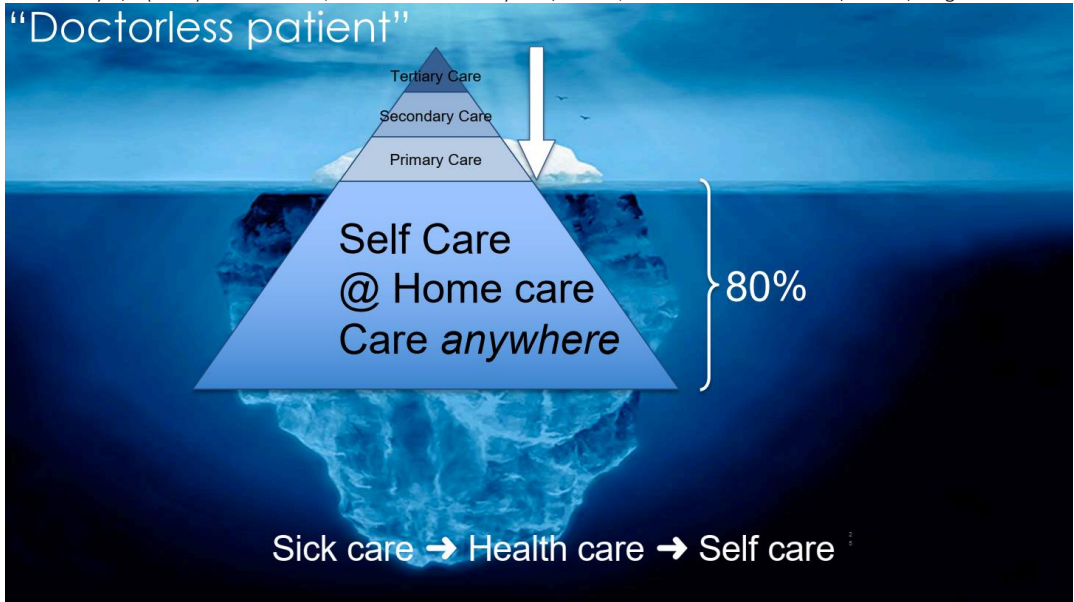 “Doctorless patient”
Tertiary Care
Secondary Care
Primary Care
Self Care
@ Home care
Care anywhere
80%
Sick care ➜ Health care ➜ Self care